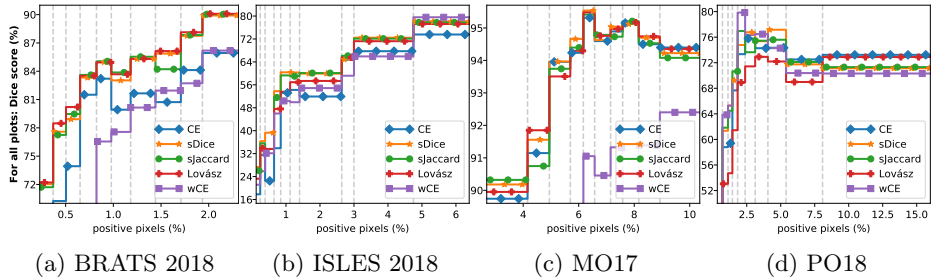 For all plots: Dice score (%)
90
87
84
81
78
75
72
0.5
1.0
1.5
2.0
positive pixels (%)
CE
sDice
sJaccard
Lovász
wCE
80
72
64
56
48
40
32
24
16
1
2
3
4
5
6
positive pixels (%)
CE
sDice
sJaccard
Lovász
wCE
95
94
93
92
91
90
4
6
8
10
positive pixels (%)
CE
sDice
sJaccard
Lovász
wCE
80
76
72
68
64
60
56
52
2.5
5.0
7.5
10.0
12.5
15.0
positive pixels (%)
CE
sDice
sJaccard
Lovász
wCE
(a) BRATS 2018
(b) ISLES 2018
(c) MO17
(d) PO18